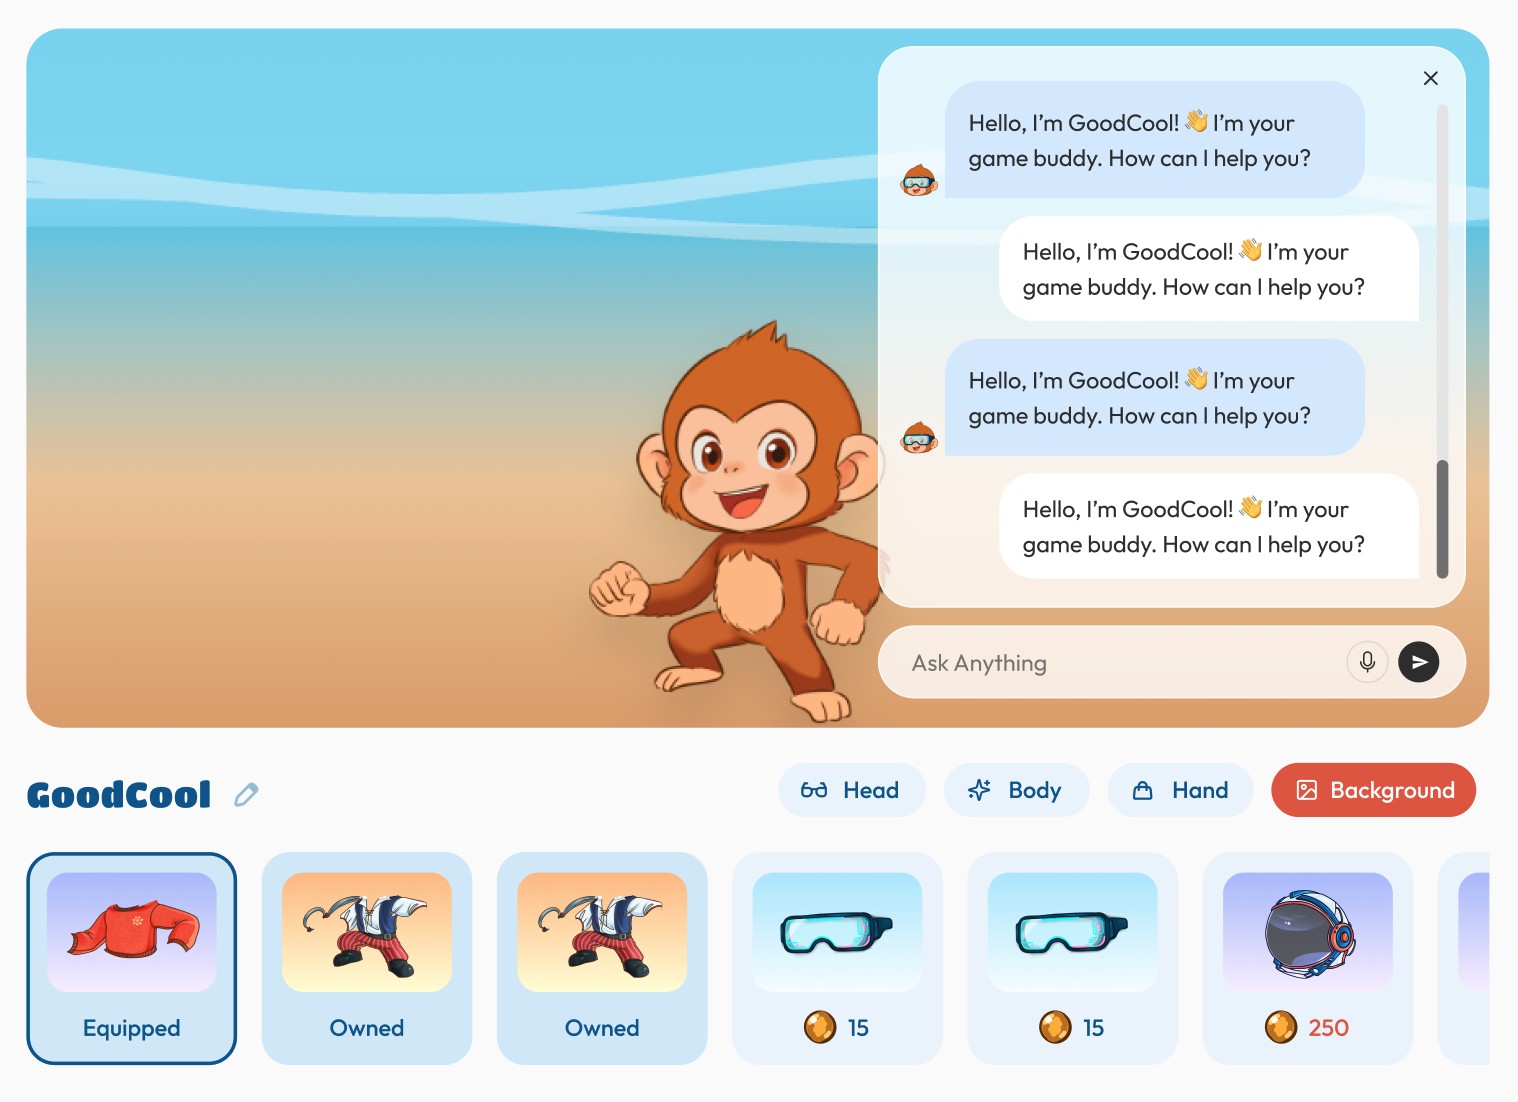 Hello, I’m GoodCool! 👋 I’m your
game buddy. How can I help you?
Hello, I’m GoodCool! 👋 I’m your
game buddy. How can I help you?
Hello, I’m GoodCool! 👋 I’m your
game buddy. How can I help you?
Hello, I’m GoodCool! 👋 I’m your
game buddy. How can I help you?
Ask Anything
GoodCool
Head
Body
Hand
Background
Equipped
Owned
Owned
15
15
250